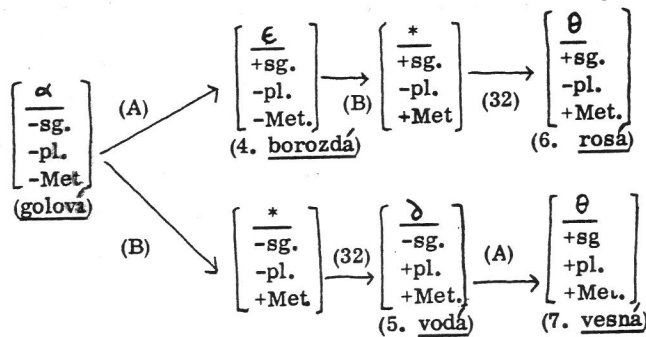 α
-sg.
-pl.
-Met
(golová)
(A)
ε
+sg.
-pl.
-Met.
(4. borozdá)
(B)
*
+sg.
-pl.
+Met
(32)
θ
+sg.
-pl.
+Met.
(6. rosá)
(B)
*
-sg.
-pl.
+Met.
(32)
δ
-sg.
+pl.
+Met.
(5. vodá)
(A)
θ
+sg
+pl.
+Met.
(7. vesná)